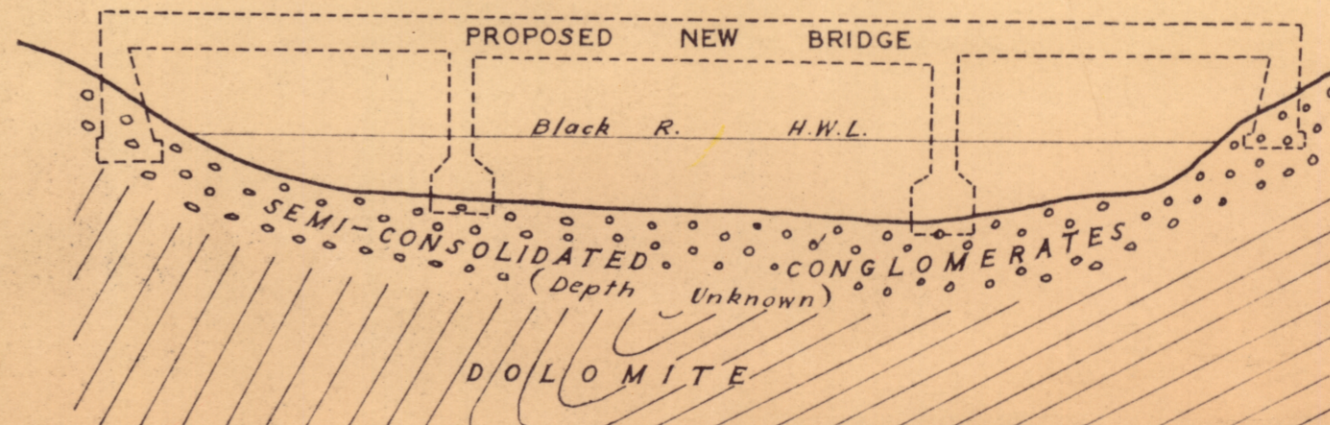 PROPOSED NEW BRIDGE
Black R. H.W.L.
SEMI-CONSOLIDATED CONGLOMERATES
(Depth Unknown)
DOLOMITE